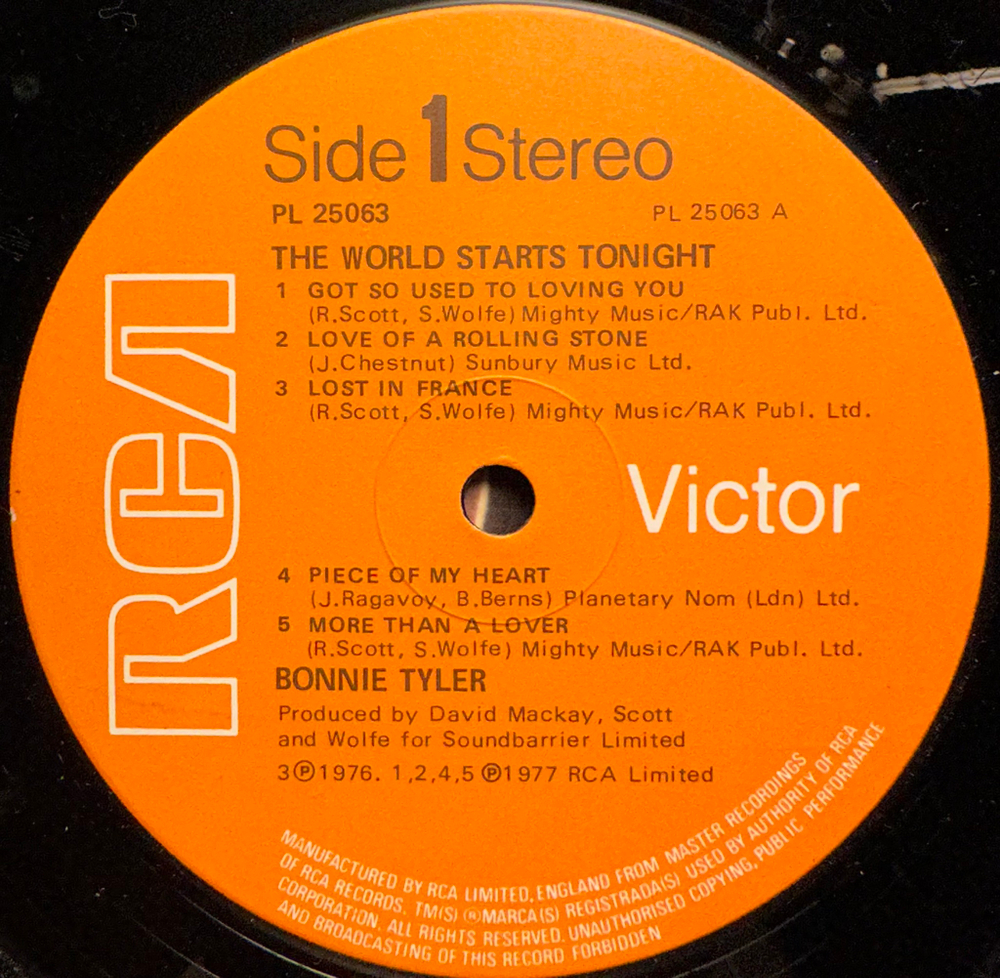 Side 1 Stereo
PL 25063 PL 25063 A
THE WORLD STARTS TONIGHT
1 GOT SO USED TO LOVING YOU
(R.Scott, S.Wolfe) Mighty Music/RAK Publ. Ltd.
2 LOVE OF A ROLLING STONE
(J.Chestnut) Sunbury Music Ltd.
3 LOST IN FRANCE
(R.Scott, S.Wolfe) Mighty Music/RAK Publ. Ltd.
RCA
Victor
4 PIECE OF MY HEART
(J.Ragavoy, B.Berns) Planetary Nom (Ldn) Ltd.
5 MORE THAN A LOVER
(R.Scott, S.Wolfe) Mighty Music/RAK Publ. Ltd.
BONNIE TYLER
Produced by David Mackay, Scott
and Wolfe for Soundbarrier Limited
3℗1976. 1,2,4,5 ℗1977 RCA Limited
MANUFACTURED BY RCA LIMITED, ENGLAND FROM MASTER RECORDINGS
OF RCA RECORDS. TM(S) ® MARCA(S) REGISTRADA(S) USED BY AUTHORITY OF RCA
CORPORATION. ALL RIGHTS RESERVED. UNAUTHORISED COPYING, PUBLIC PERFORMANCE
AND BROADCASTING OF THIS RECORD FORBIDDEN